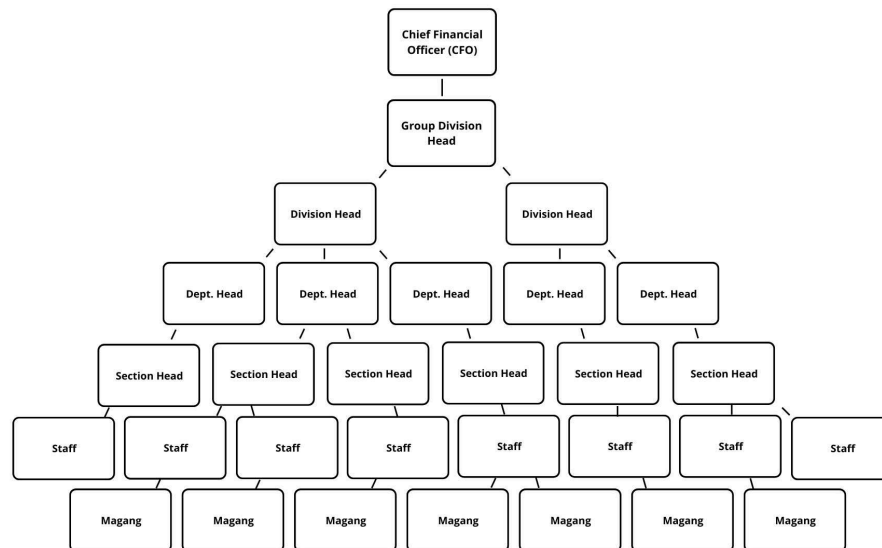 Chief Financial
Officer (CFO)
Group Division
Head
Division Head
Division Head
Dept. Head
Dept. Head
Dept. Head
Dept. Head
Dept. Head
Section Head
Section Head
Section Head
Section Head
Section Head
Section Head
Staff
Staff
Staff
Staff
Staff
Staff
Staff
Staff
Magang
Magang
Magang
Magang
Magang
Magang
Magang